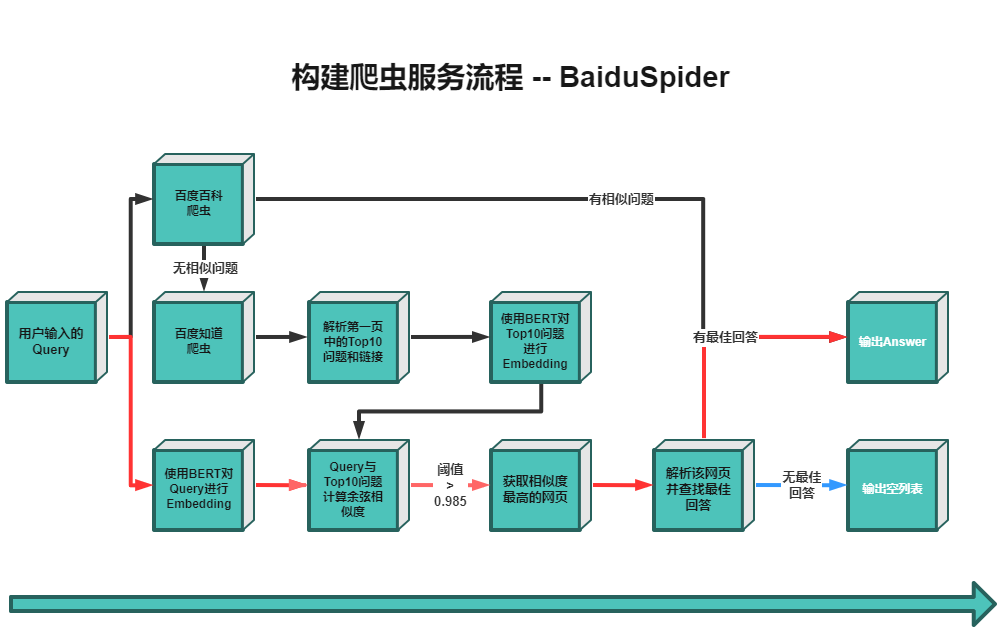 构建爬虫服务流程 -- BaiduSpider
百度百科
爬虫
有相似问题
无相似问题
用户输入的
Query
百度知道
爬虫
解析第一页
中的Top10
问题和链接
使用BERT对
Top10问题
进行
Embedding
有最佳回答
输出Answer
使用BERT对
Query进行
Embedding
Query与
Top10问题
计算余弦相
似度
阈值
>
0.985
获取相似度
最高的网页
解析该网页
并查找最佳
回答
无最佳
回答
输出空列表